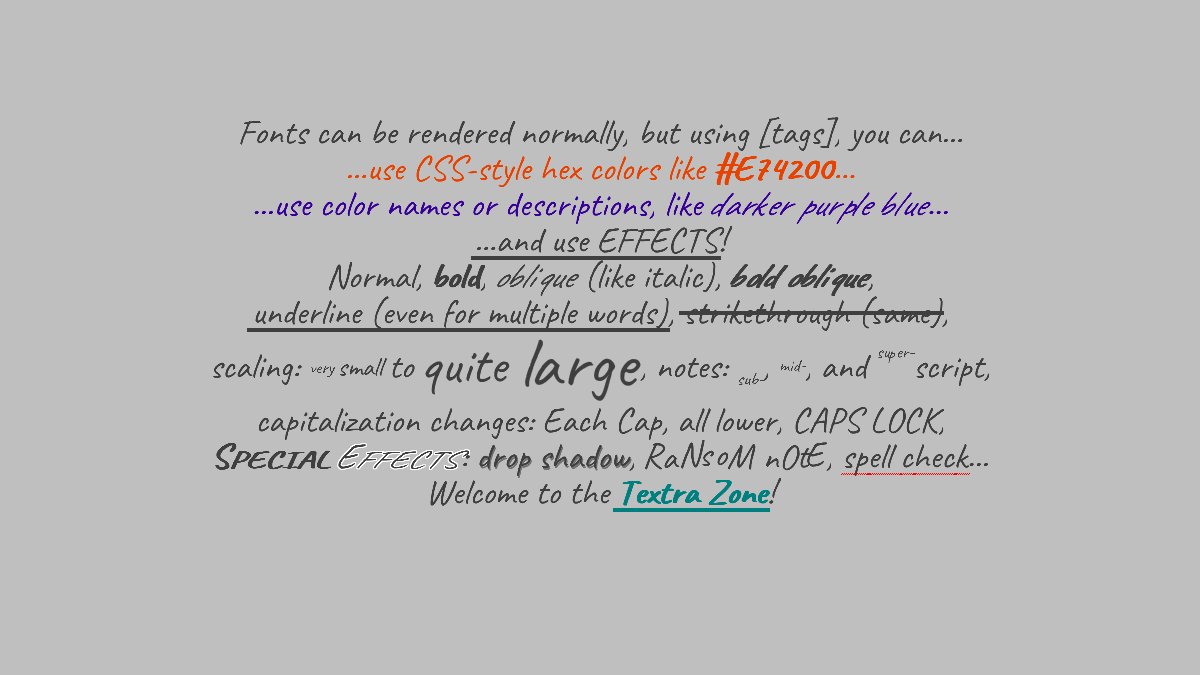 Fonts can be rendered normally, but using [tags], you can...
...use CSS-style hex colors like #E74200...
...use color names or descriptions, like darker purple blue...
...and use EFFECTS!
Normal, bold, oblique (like italic), bold oblique,
underline (even for multiple words), strikethrough (same),
scaling: very small to quite large, notes: sub-, mid-, and super- script,
capitalization changes: Each Cap, all lower, CAPS LOCK,
Special Effects: drop shadow, RaNsoM nOtE, spell check...
Welcome to the Textra Zone!